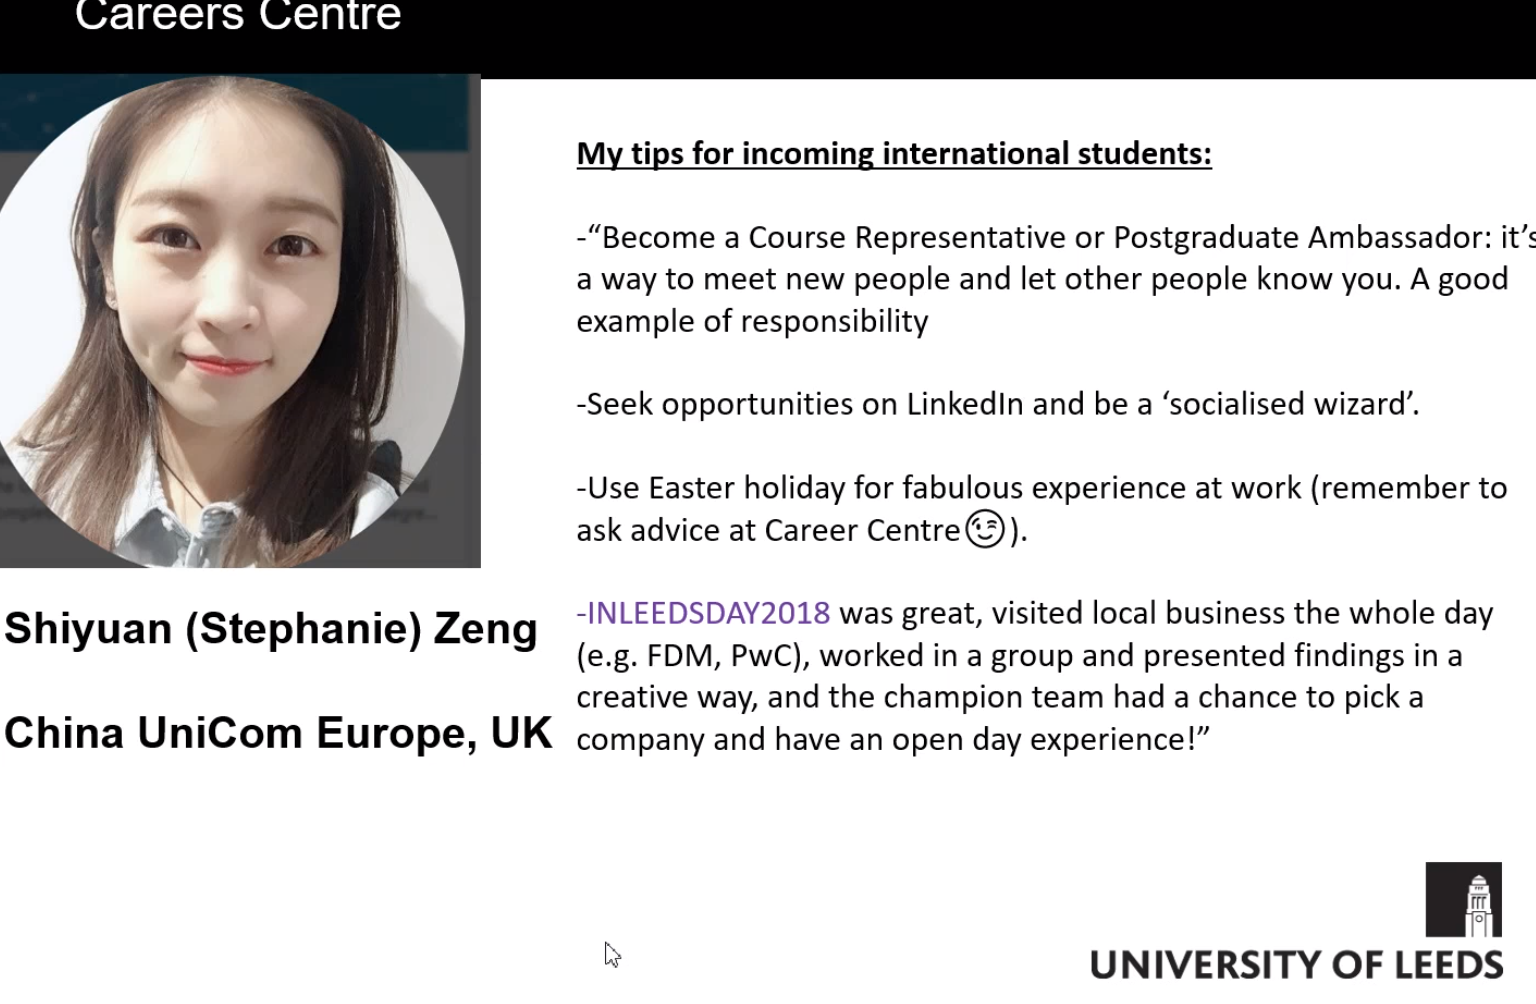 Careers Centre
My tips for incoming international students:
-“Become a Course Representative or Postgraduate Ambassador: it’s
a way to meet new people and let other people know you. A good
example of responsibility
-Seek opportunities on LinkedIn and be a ‘socialised wizard’.
-Use Easter holiday for fabulous experience at work (remember to
ask advice at Career Centre😉).
-INLEEDSDAY2018 was great, visited local business the whole day
(e.g. FDM, PwC), worked in a group and presented findings in a
creative way, and the champion team had a chance to pick a
company and have an open day experience!”
Shiyuan (Stephanie) Zeng
China UniCom Europe, UK
UNIVERSITY OF LEEDS